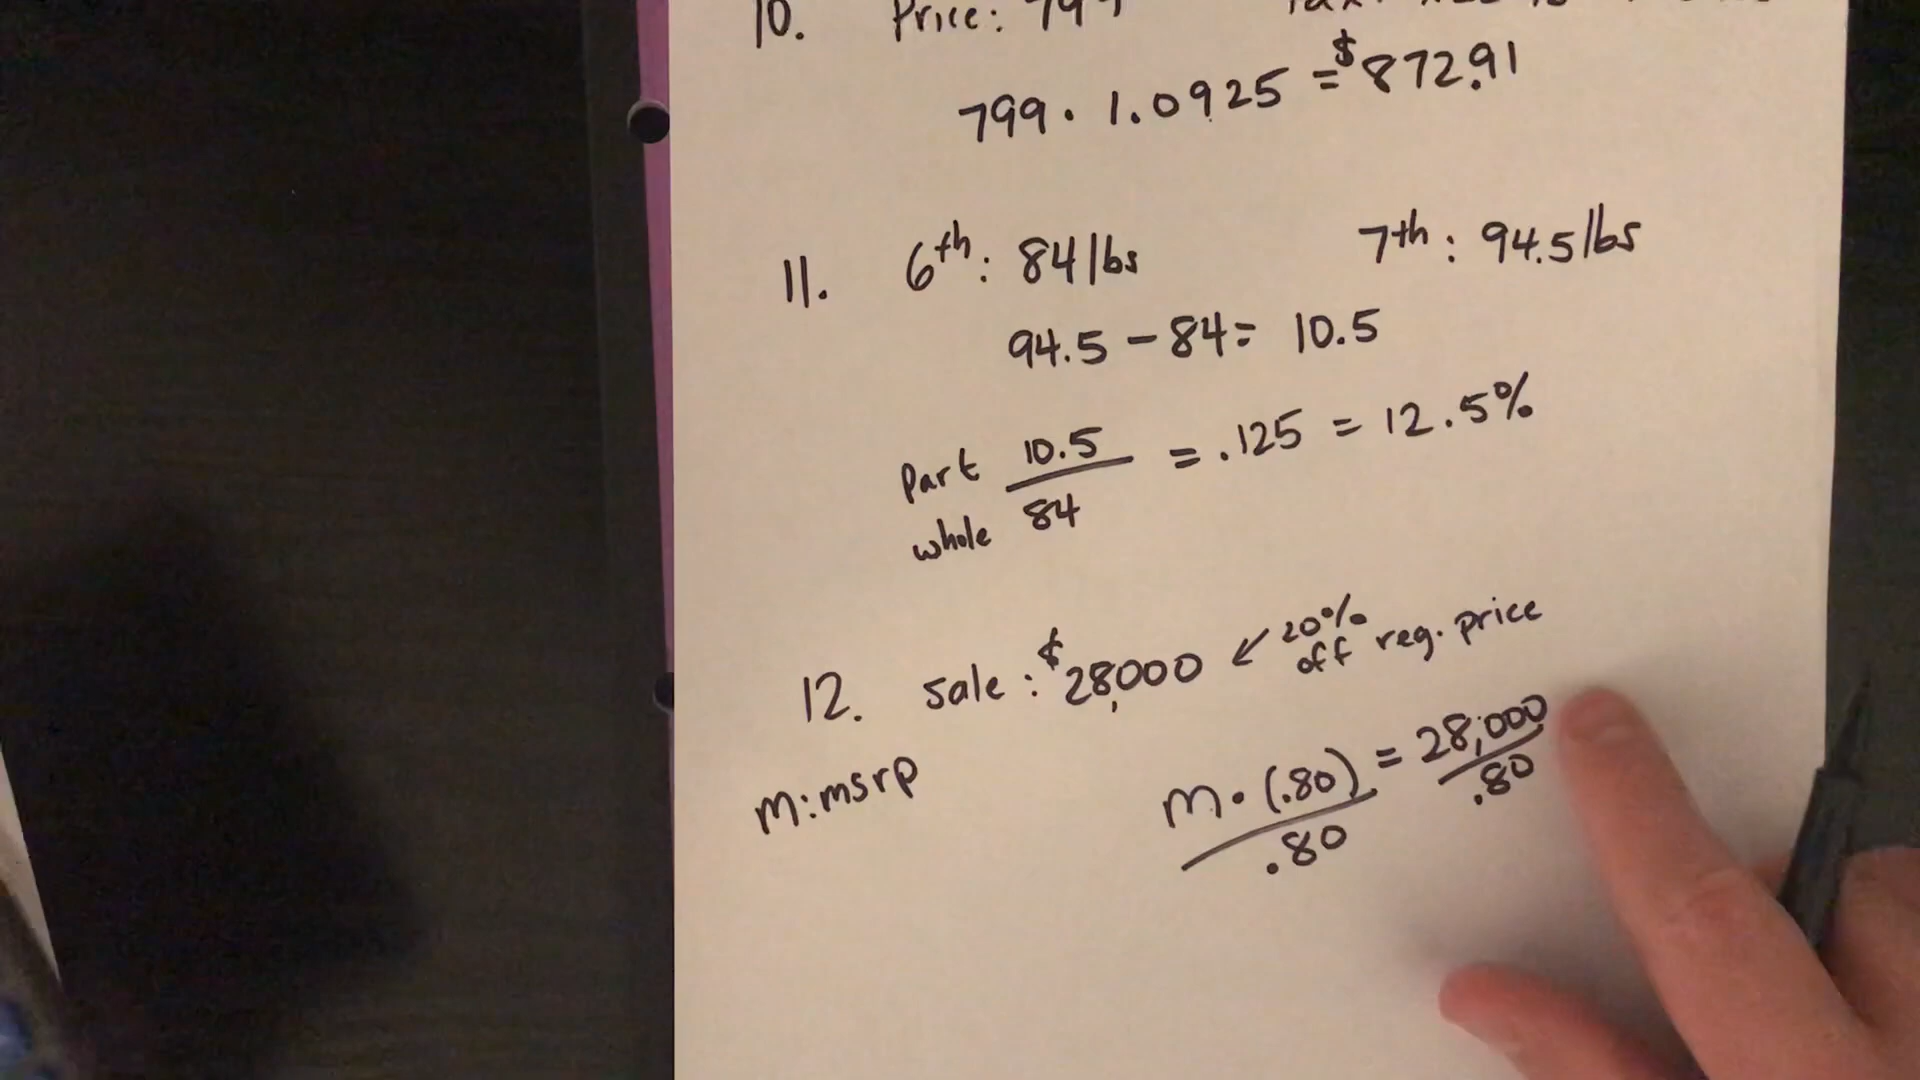 10. Price: 799
799 · 1.0925 = $872.91
11. 6th: 84 lbs 7th: 94.5 lbs
94.5 - 84 = 10.5
Part 10.5
= .125 = 12.5%
whole 84
12. sale: $28,000 ← 20% off reg. price
m: msrp
m · (.80) = 28,000
.80 .80